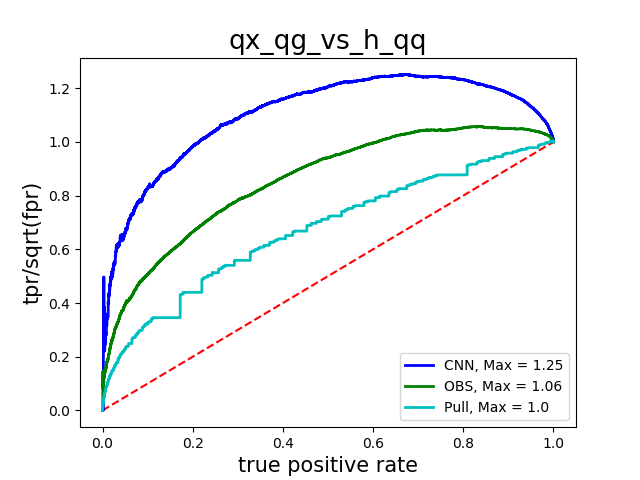 qx_qg_vs_h_qq
tpr/sqrt(fpr)
1.2
1.0
0.8
0.6
0.4
0.2
0.0
CNN, Max = 1.25
OBS, Max = 1.06
Pull, Max = 1.0
0.0 0.2 0.4 0.6 0.8 1.0
true positive rate